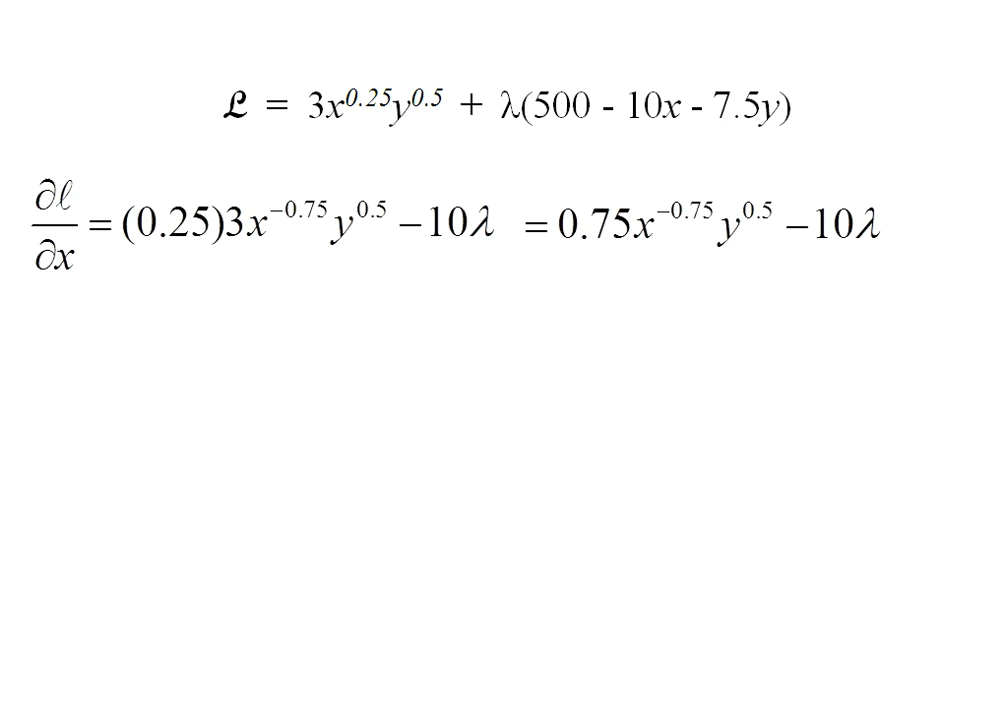 ℒ = 3x^0.25y^0.5 + λ(500 - 10x - 7.5y)
∂ℓ/∂x = (0.25)3x^−0.75 y^0.5 − 10λ = 0.75x^−0.75 y^0.5 − 10λ